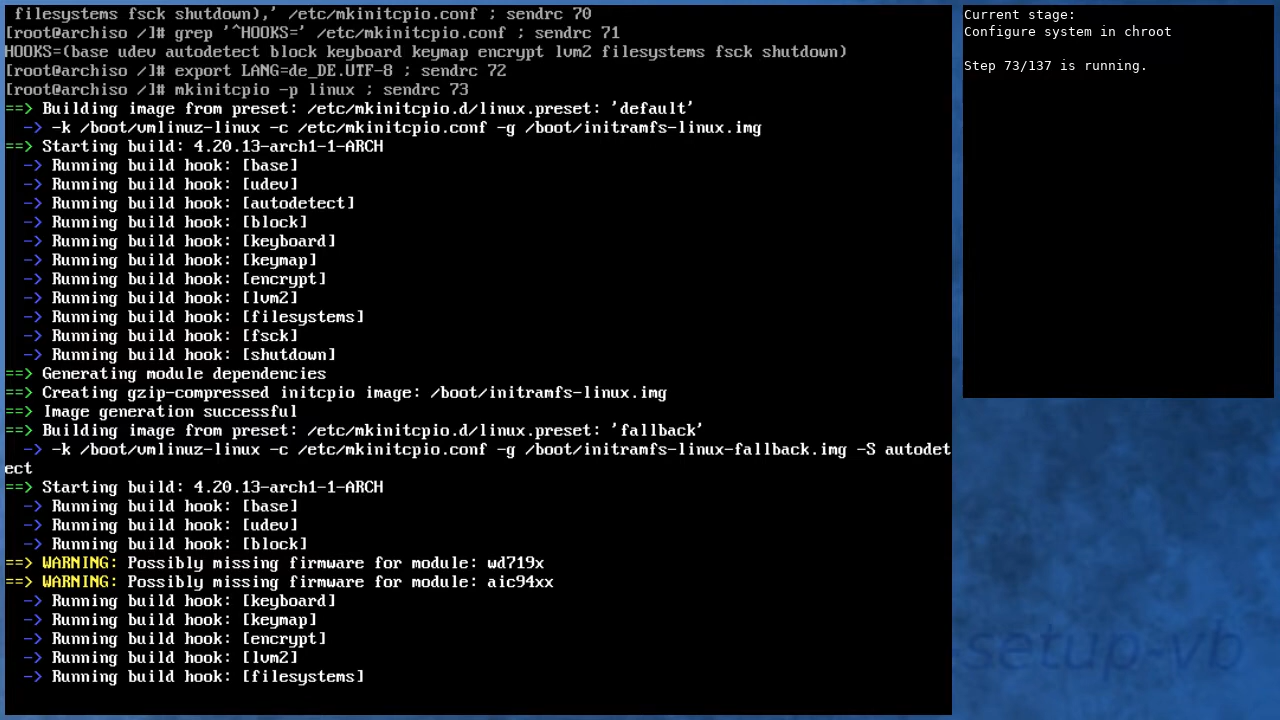 filesystems fsck shutdown),' /etc/mkinitcpio.conf ; sendrc 70
[root@archiso /]# grep '^HOOKS=' /etc/mkinitcpio.conf ; sendrc 71
HOOKS=(base udev autodetect block keyboard keymap encrypt lvm2 filesystems fsck shutdown)
[root@archiso /]# export LANG=de_DE.UTF-8 ; sendrc 72
[root@archiso /]# mkinitcpio -p linux ; sendrc 73
==> Building image from preset: /etc/mkinitcpio.d/linux.preset: 'default'
-> -k /boot/vmlinuz-linux -c /etc/mkinitcpio.conf -g /boot/initramfs-linux.img
==> Starting build: 4.20.13-arch1-1-ARCH
-> Running build hook: [base]
-> Running build hook: [udev]
-> Running build hook: [autodetect]
-> Running build hook: [block]
-> Running build hook: [keyboard]
-> Running build hook: [keymap]
-> Running build hook: [encrypt]
-> Running build hook: [lvm2]
-> Running build hook: [filesystems]
-> Running build hook: [fsck]
-> Running build hook: [shutdown]
==> Generating module dependencies
==> Creating gzip-compressed initcpio image: /boot/initramfs-linux.img
==> Image generation successful
==> Building image from preset: /etc/mkinitcpio.d/linux.preset: 'fallback'
-> -k /boot/vmlinuz-linux -c /etc/mkinitcpio.conf -g /boot/initramfs-linux-fallback.img -S autodet
ect
==> Starting build: 4.20.13-arch1-1-ARCH
-> Running build hook: [base]
-> Running build hook: [udev]
-> Running build hook: [block]
==> WARNING: Possibly missing firmware for module: wd719x
==> WARNING: Possibly missing firmware for module: aic94xx
-> Running build hook: [keyboard]
-> Running build hook: [keymap]
-> Running build hook: [encrypt]
-> Running build hook: [lvm2]
-> Running build hook: [filesystems]
Current stage:
Configure system in chroot
Step 73/137 is running.
setup-vb